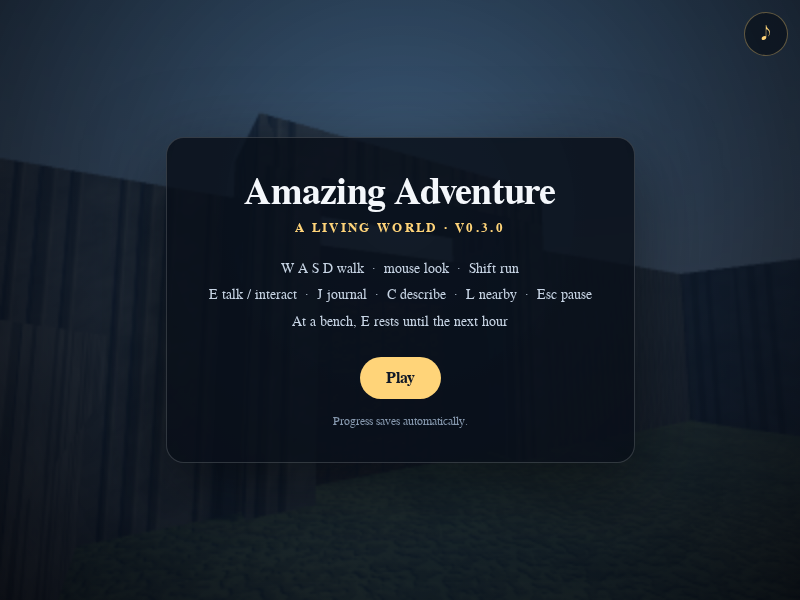 Amazing Adventure
A LIVING WORLD · V0.3.0
W A S D walk · mouse look · Shift run
E talk / interact · J journal · C describe · L nearby · Esc pause
At a bench, E rests until the next hour
Play
Progress saves automatically.